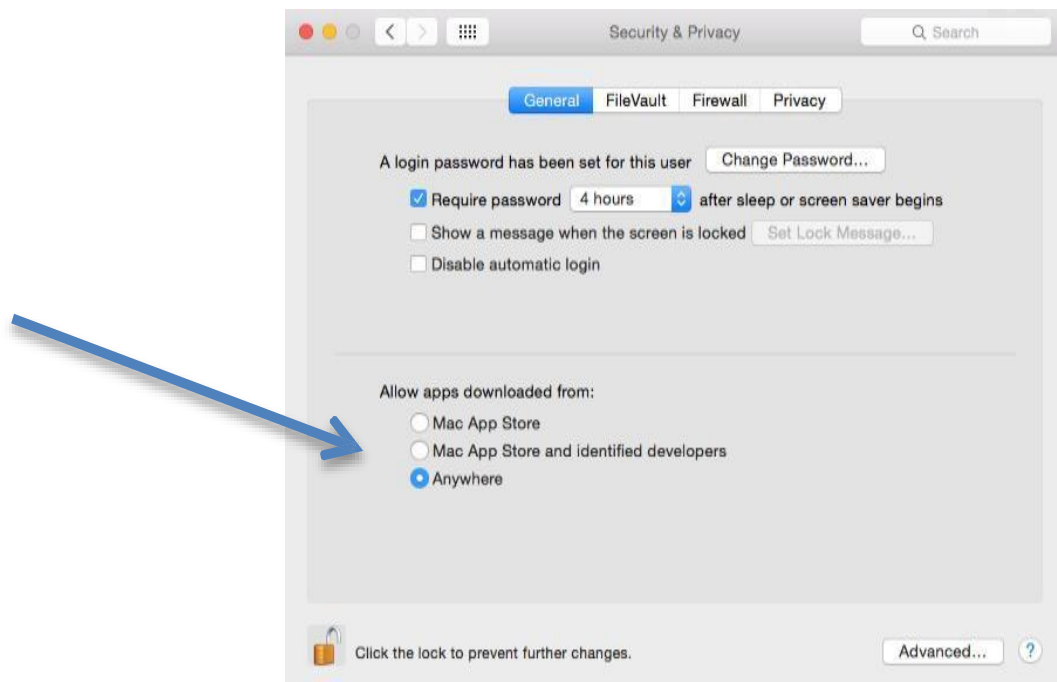 Security & Privacy
Search
General FileVault Firewall Privacy
A login password has been set for this user Change Password...
Require password 4 hours after sleep or screen saver begins
Show a message when the screen is locked Set Lock Message...
Disable automatic login
Allow apps downloaded from:
Mac App Store
Mac App Store and identified developers
Anywhere
Click the lock to prevent further changes.
Advanced... ?